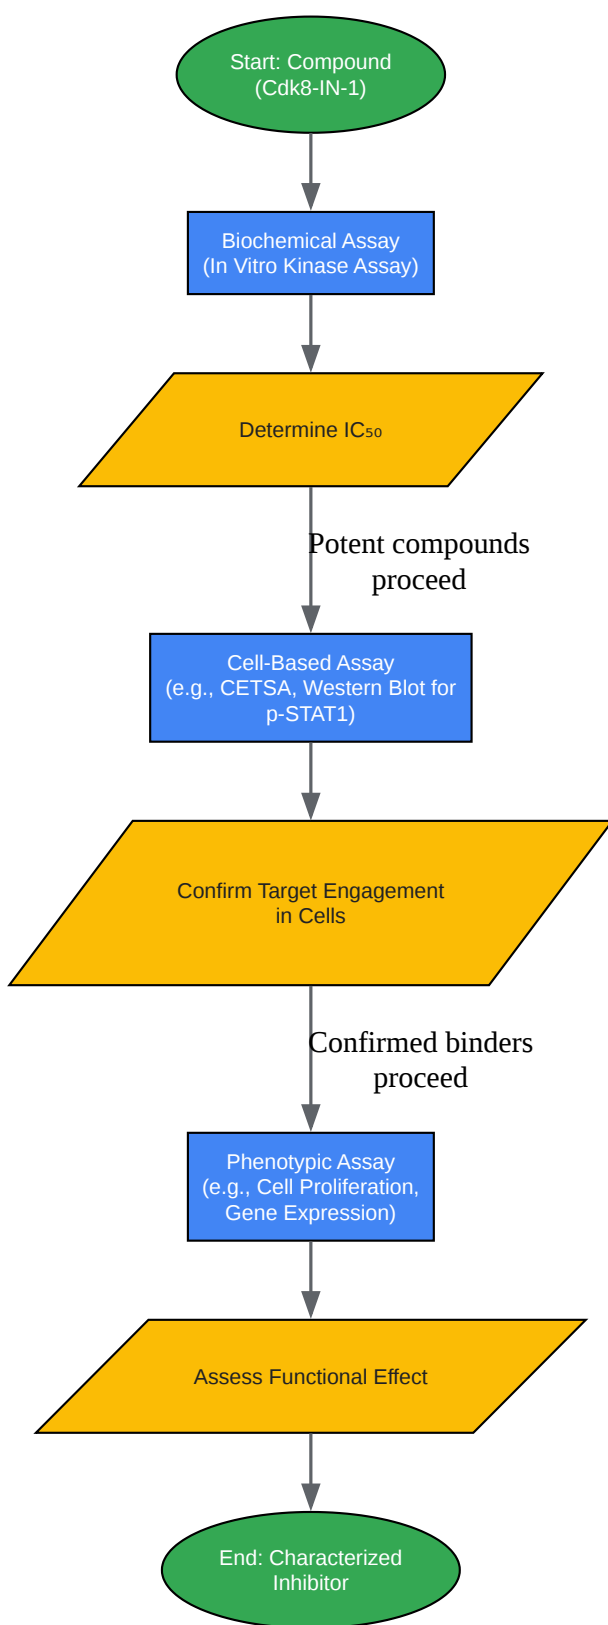 Start: Compound
(Cdk8-IN-1)
Biochemical Assay
(In Vitro Kinase Assay)
Determine IC₅₀
Potent compounds
proceed
Cell-Based Assay
(e.g., CETSA, Western Blot for
p-STAT1)
Confirm Target Engagement
in Cells
Confirmed binders
proceed
Phenotypic Assay
(e.g., Cell Proliferation,
Gene Expression)
Assess Functional Effect
End: Characterized
Inhibitor